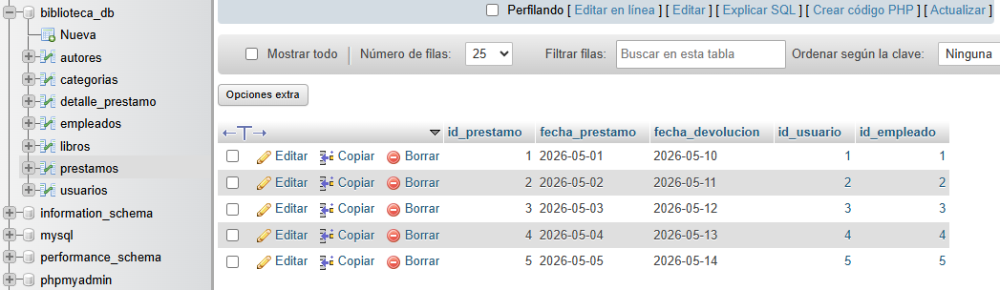 biblioteca_db
Nueva
autores
categorias
detalle_prestamo
empleados
libros
prestamos
usuarios
information_schema
mysql
performance_schema
phpmyadmin
Perfilando [ Editar en línea ] [ Editar ] [ Explicar SQL ] [ Crear código PHP ] [ Actualizar ]
Mostrar todo Número de filas: 25 Filtrar filas: Buscar en esta tabla Ordenar según la clave: Ninguna
Opciones extra
id_prestamo fecha_prestamo fecha_devolucion id_usuario id_empleado
Editar Copiar Borrar 1 2026-05-01 2026-05-10 1 1
Editar Copiar Borrar 2 2026-05-02 2026-05-11 2 2
Editar Copiar Borrar 3 2026-05-03 2026-05-12 3 3
Editar Copiar Borrar 4 2026-05-04 2026-05-13 4 4
Editar Copiar Borrar 5 2026-05-05 2026-05-14 5 5